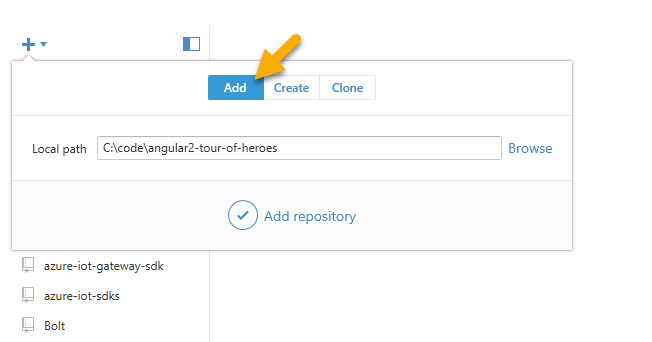 Add Create Clone
Local path C:\code\angular2-tour-of-heroes Browse
Add repository
azure-iot-gateway-sdk
azure-iot-sdks
Bolt